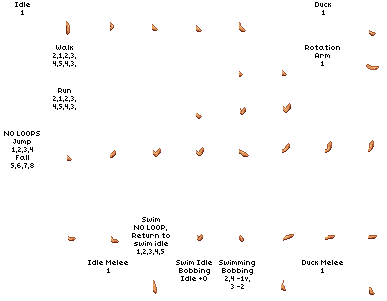 Idle
1
Duck
1
Walk
2,1,2,3,
4,5,4,3,
Rotation
Arm
1
Run
2,1,2,3,
4,5,4,3,
NO LOOPS
Jump
1,2,3,4
Fall
5,6,7,8
Swim
NO LOOP,
Return to
swim idle
1,2,3,4,5
Idle Melee
1
Swim Idle
Bobbing
Idle +0
Swimming
Bobbing
2,4 -1v,
3 -2
Duck Melee
1